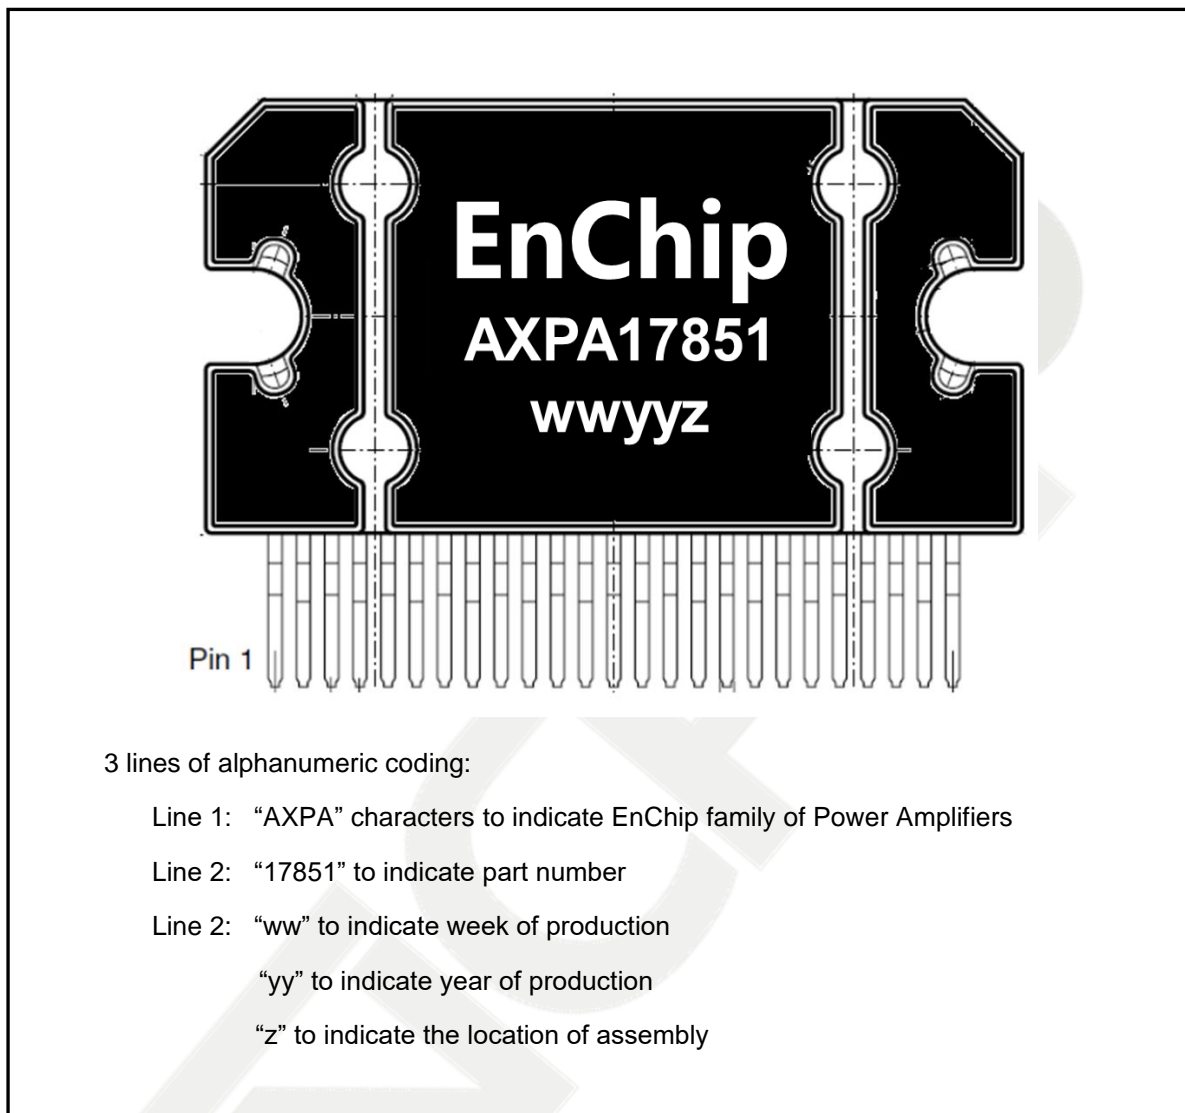 EnChip
AXPA17851
wwyyz
Pin 1
3 lines of alphanumeric coding:
Line 1: “AXPA” characters to indicate EnChip family of Power Amplifiers
Line 2: “17851” to indicate part number
Line 2: “ww” to indicate week of production
“yy” to indicate year of production
“z” to indicate the location of assembly